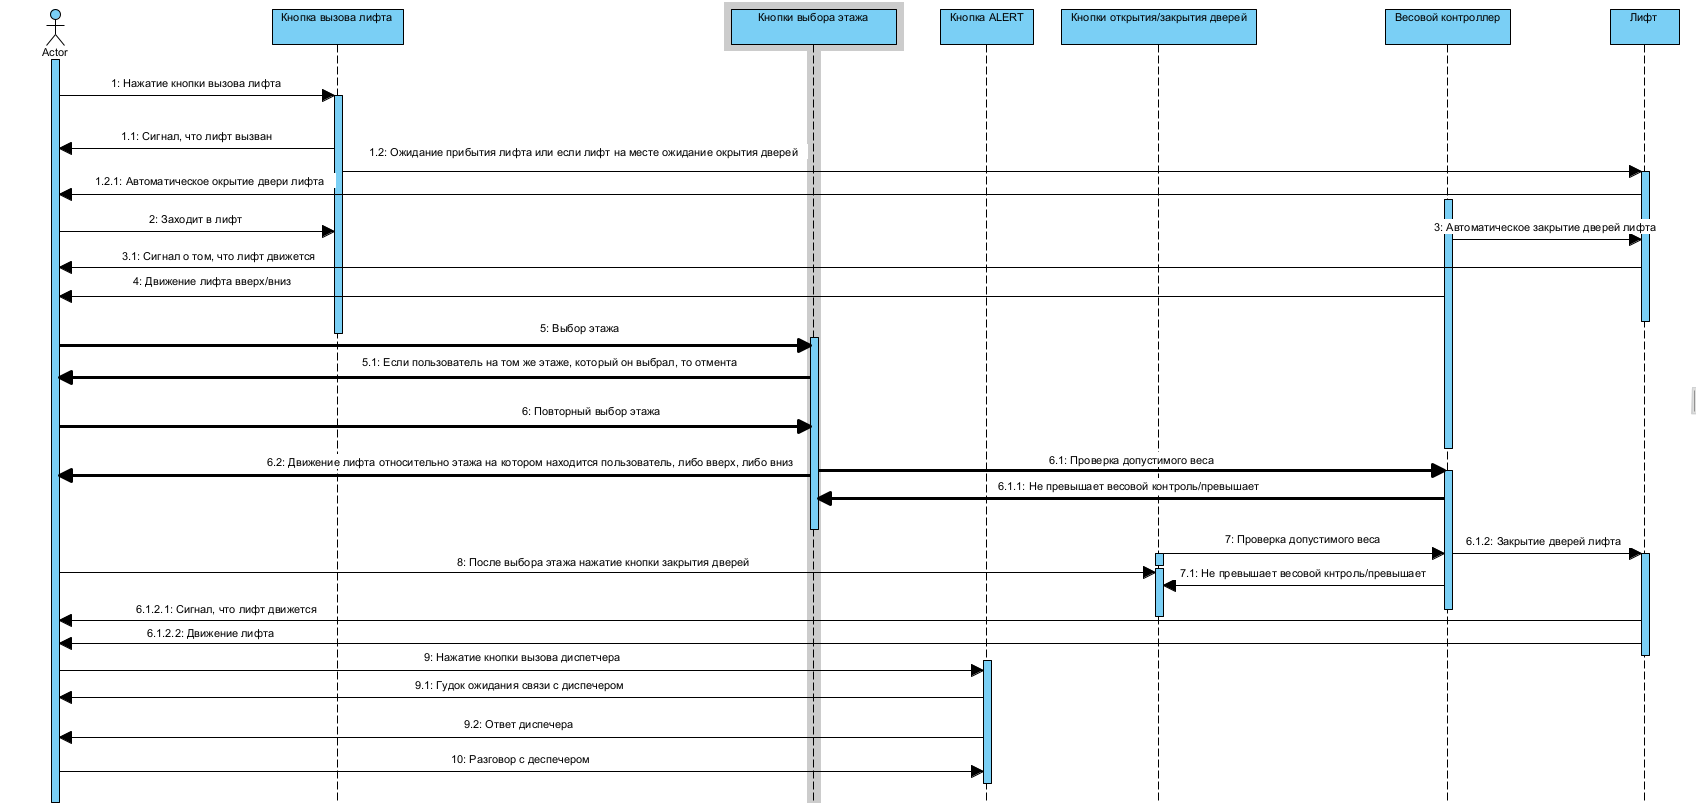 Кнопка вызова лифта
Кнопки выбора этажа
Кнопка ALERT
Кнопки открытия/закрытия дверей
Весовой контроллер
Лифт
Actor
1: Нажатие кнопки вызова лифта
1.1: Сигнал, что лифт вызван
1.2: Ожидание прибытия лифта или если лифт на месте ожидание окрытия дверей
1.2.1: Автоматическое окрытие двери лифта
2: Заходит в лифт
3: Автоматическое закрытие дверей лифта
3.1: Сигнал о том, что лифт движется
4: Движение лифта вверх/вниз
5: Выбор этажа
5.1: Если пользователь на том же этаже, который он выбрал, то отмента
6: Повторный выбор этажа
6.2: Движение лифта относительно этажа на котором находится пользователь, либо вверх, либо вниз
6.1: Проверка допустимого веса
6.1.1: Не превышает весовой контроль/превышает
7: Проверка допустимого веса
6.1.2: Закрытие дверей лифта
8: После выбора этажа нажатие кнопки закрытия дверей
7.1: Не превышает весовой кнтроль/превышает
6.1.2.1: Сигнал, что лифт движется
6.1.2.2: Движение лифта
9: Нажатие кнопки вызова диспетчера
9.1: Гудок ожидания связи с диспечером
9.2: Ответ диспечера
10: Разговор с деспечером